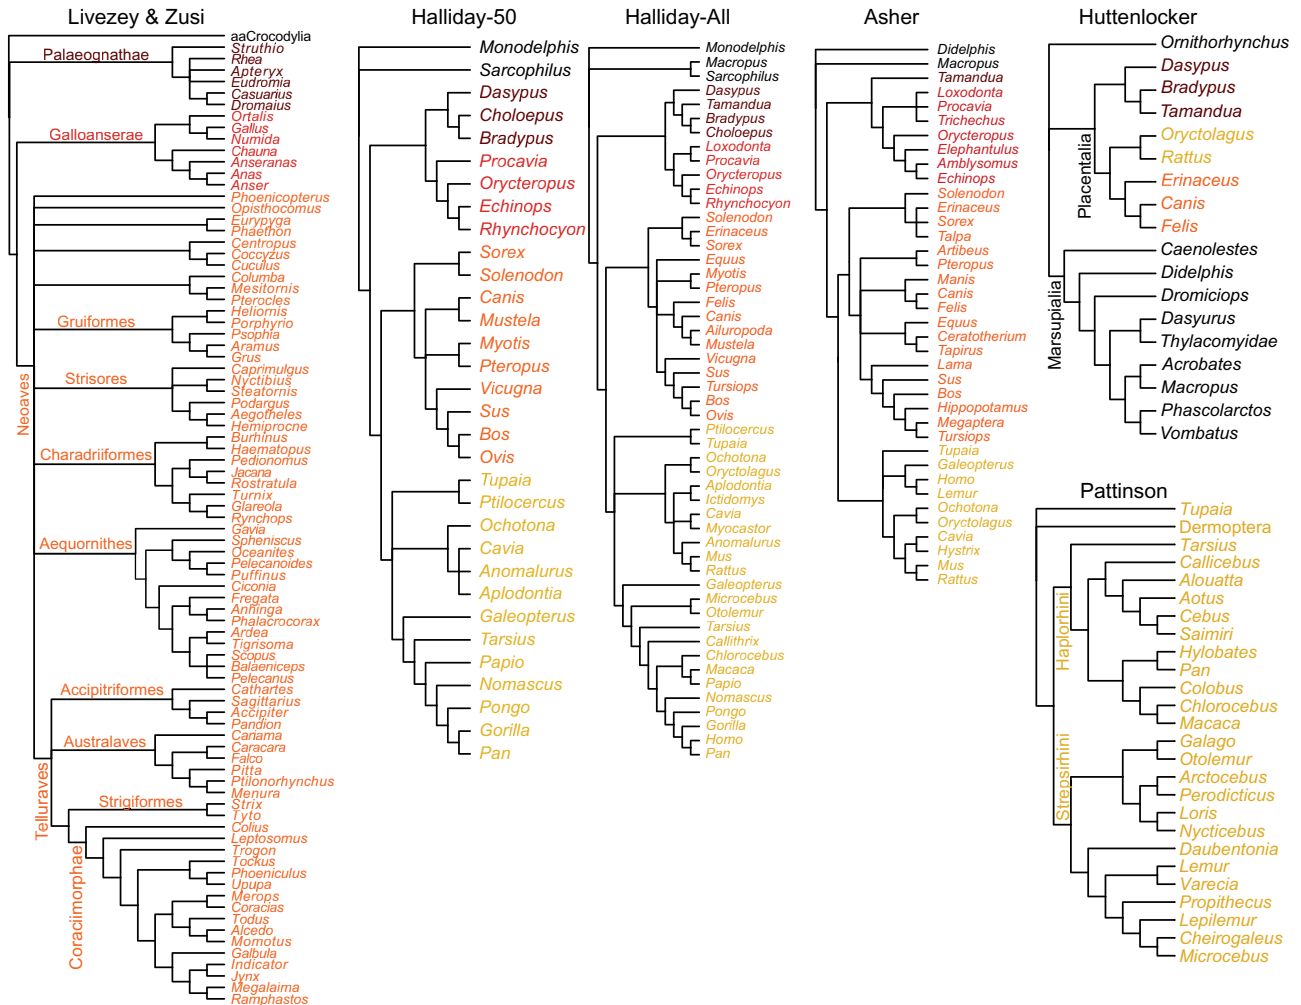 Livezey & Zusi
aaCrocodylia
Struthio
Rhea
Apteryx
Eudromia
Casuarius
Dromaius
Ortalis
Gallus
Numida
Chauna
Anseranas
Anas
Anser
Phoenicopterus
Opisthocomus
Eurypyga
Phaethon
Centropus
Coccyzus
Cuculus
Columba
Mesitornis
Pterocles
Heliornis
Porphyrio
Psophia
Aramus
Grus
Caprimulgus
Nyctibius
Steatornis
Podargus
Aegotheles
Hemiprocne
Burhinus
Haematopus
Pedionomus
Jacana
Rostratula
Turnix
Glareola
Rynchops
Gavia
Spheniscus
Oceanites
Pelecanoides
Puffinus
Ciconia
Fregata
Anhinga
Phalacrocorax
Ardea
Tigrisoma
Scopus
Balaeniceps
Pelecanus
Cathartes
Sagittarius
Accipiter
Pandion
Cariama
Caracara
Falco
Pitta
Ptilonorhynchus
Menura
Strix
Tyto
Colius
Leptosomus
Trogon
Tockus
Phoeniculus
Upupa
Merops
Coracias
Todus
Alcedo
Momotus
Galbula
Indicator
Jynx
Megalaima
Ramphastos
Palaeognathae
Galloanserae
Neoaves
Gruiformes
Strisores
Charadriiformes
Aequornithes
Telluraves
Accipitriformes
Australaves
Strigiformes
Coraciimorphae
Halliday-50
Monodelphis
Sarcophilus
Dasypus
Choloepus
Bradypus
Procavia
Orycteropus
Echinops
Rhynchocyon
Sorex
Solenodon
Canis
Mustela
Myotis
Pteropus
Vicugna
Sus
Bos
Ovis
Tupaia
Ptilocercus
Ochotona
Cavia
Anomalurus
Aplodontia
Galeopterus
Tarsius
Papio
Nomascus
Pongo
Gorilla
Pan
Halliday-All
Monodelphis
Macropus
Sarcophilus
Dasypus
Tamandua
Bradypus
Choloepus
Loxodonta
Procavia
Orycteropus
Echinops
Rhynchocyon
Solenodon
Erinaceus
Sorex
Equus
Myotis
Pteropus
Felis
Canis
Ailuropoda
Mustela
Vicugna
Sus
Tursiops
Bos
Ovis
Ptilocercus
Tupaia
Ochotona
Oryctolagus
Aplodontia
Ictidomys
Cavia
Myocastor
Anomalurus
Mus
Rattus
Galeopterus
Microcebus
Otolemur
Tarsius
Callithrix
Chlorocebus
Macaca
Papio
Nomascus
Pongo
Gorilla
Homo
Pan
Asher
Didelphis
Macropus
Tamandua
Loxodonta
Procavia
Trichechus
Orycteropus
Elephantulus
Amblysomus
Echinops
Solenodon
Erinaceus
Sorex
Talpa
Artibeus
Pteropus
Manis
Canis
Felis
Equus
Ceratotherium
Tapirus
Lama
Sus
Bos
Hippopotamus
Megaptera
Tursiops
Tupaia
Galeopterus
Homo
Lemur
Ochotona
Oryctolagus
Cavia
Hystrix
Mus
Rattus
Huttenlocker
Ornithorhynchus
Dasypus
Bradypus
Tamandua
Oryctolagus
Rattus
Erinaceus
Canis
Felis
Caenolestes
Didelphis
Dromiciops
Dasyurus
Thylacomyidae
Acrobates
Macropus
Phascolarctos
Vombatus
Placentalia
Marsupialia
Pattinson
Tupaia
Dermoptera
Tarsius
Callicebus
Alouatta
Aotus
Cebus
Saimiri
Hylobates
Pan
Colobus
Chlorocebus
Macaca
Galago
Otolemur
Arctocebus
Perodicticus
Loris
Nycticebus
Daubentonia
Lemur
Varecia
Propithecus
Lepilemur
Cheirogaleus
Microcebus
Haplorhini
Strepsirhini